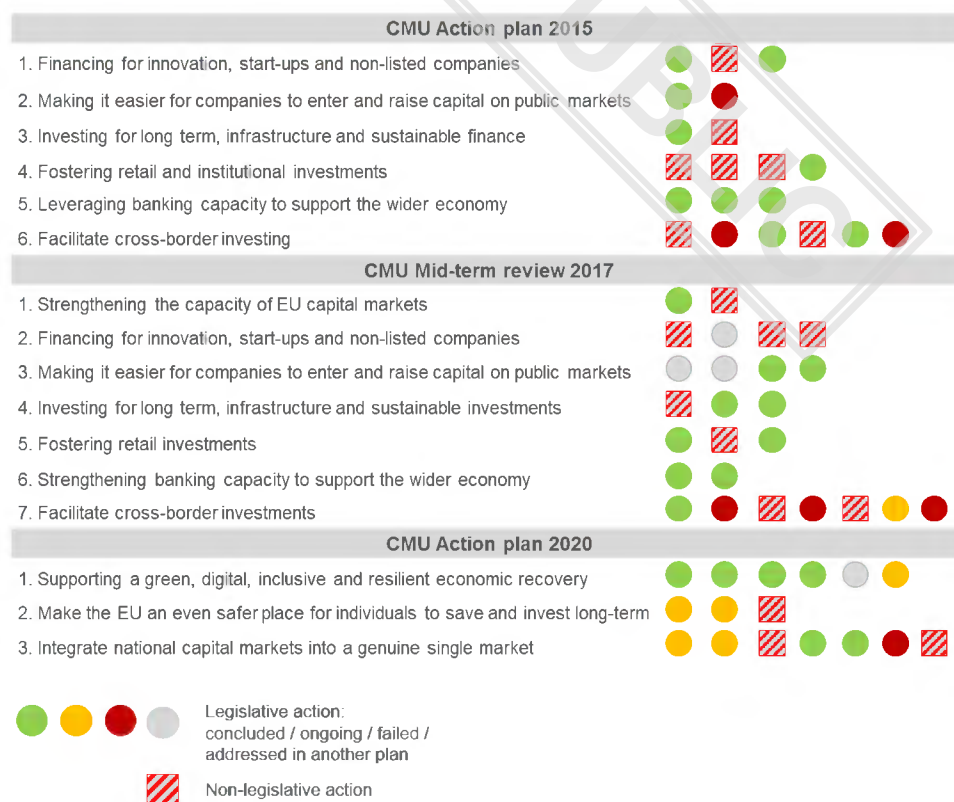 CMU Action plan 2015
1. Financing for innovation, start-ups and non-listed companies
2. Making it easier for companies to enter and raise capital on public markets
3. Investing for long term, infrastructure and sustainable finance
4. Fostering retail and institutional investments
5. Leveraging banking capacity to support the wider economy
6. Facilitate cross-border investing
CMU Mid-term review 2017
1. Strengthening the capacity of EU capital markets
2. Financing for innovation, start-ups and non-listed companies
3. Making it easier for companies to enter and raise capital on public markets
4. Investing for long term, infrastructure and sustainable investments
5. Fostering retail investments
6. Strengthening banking capacity to support the wider economy
7. Facilitate cross-border investments
CMU Action plan 2020
1. Supporting a green, digital, inclusive and resilient economic recovery
2. Make the EU an even safer place for individuals to save and invest long-term
3. Integrate national capital markets into a genuine single market
Legislative action:
concluded / ongoing / failed /
addressed in another plan
Non-legislative action